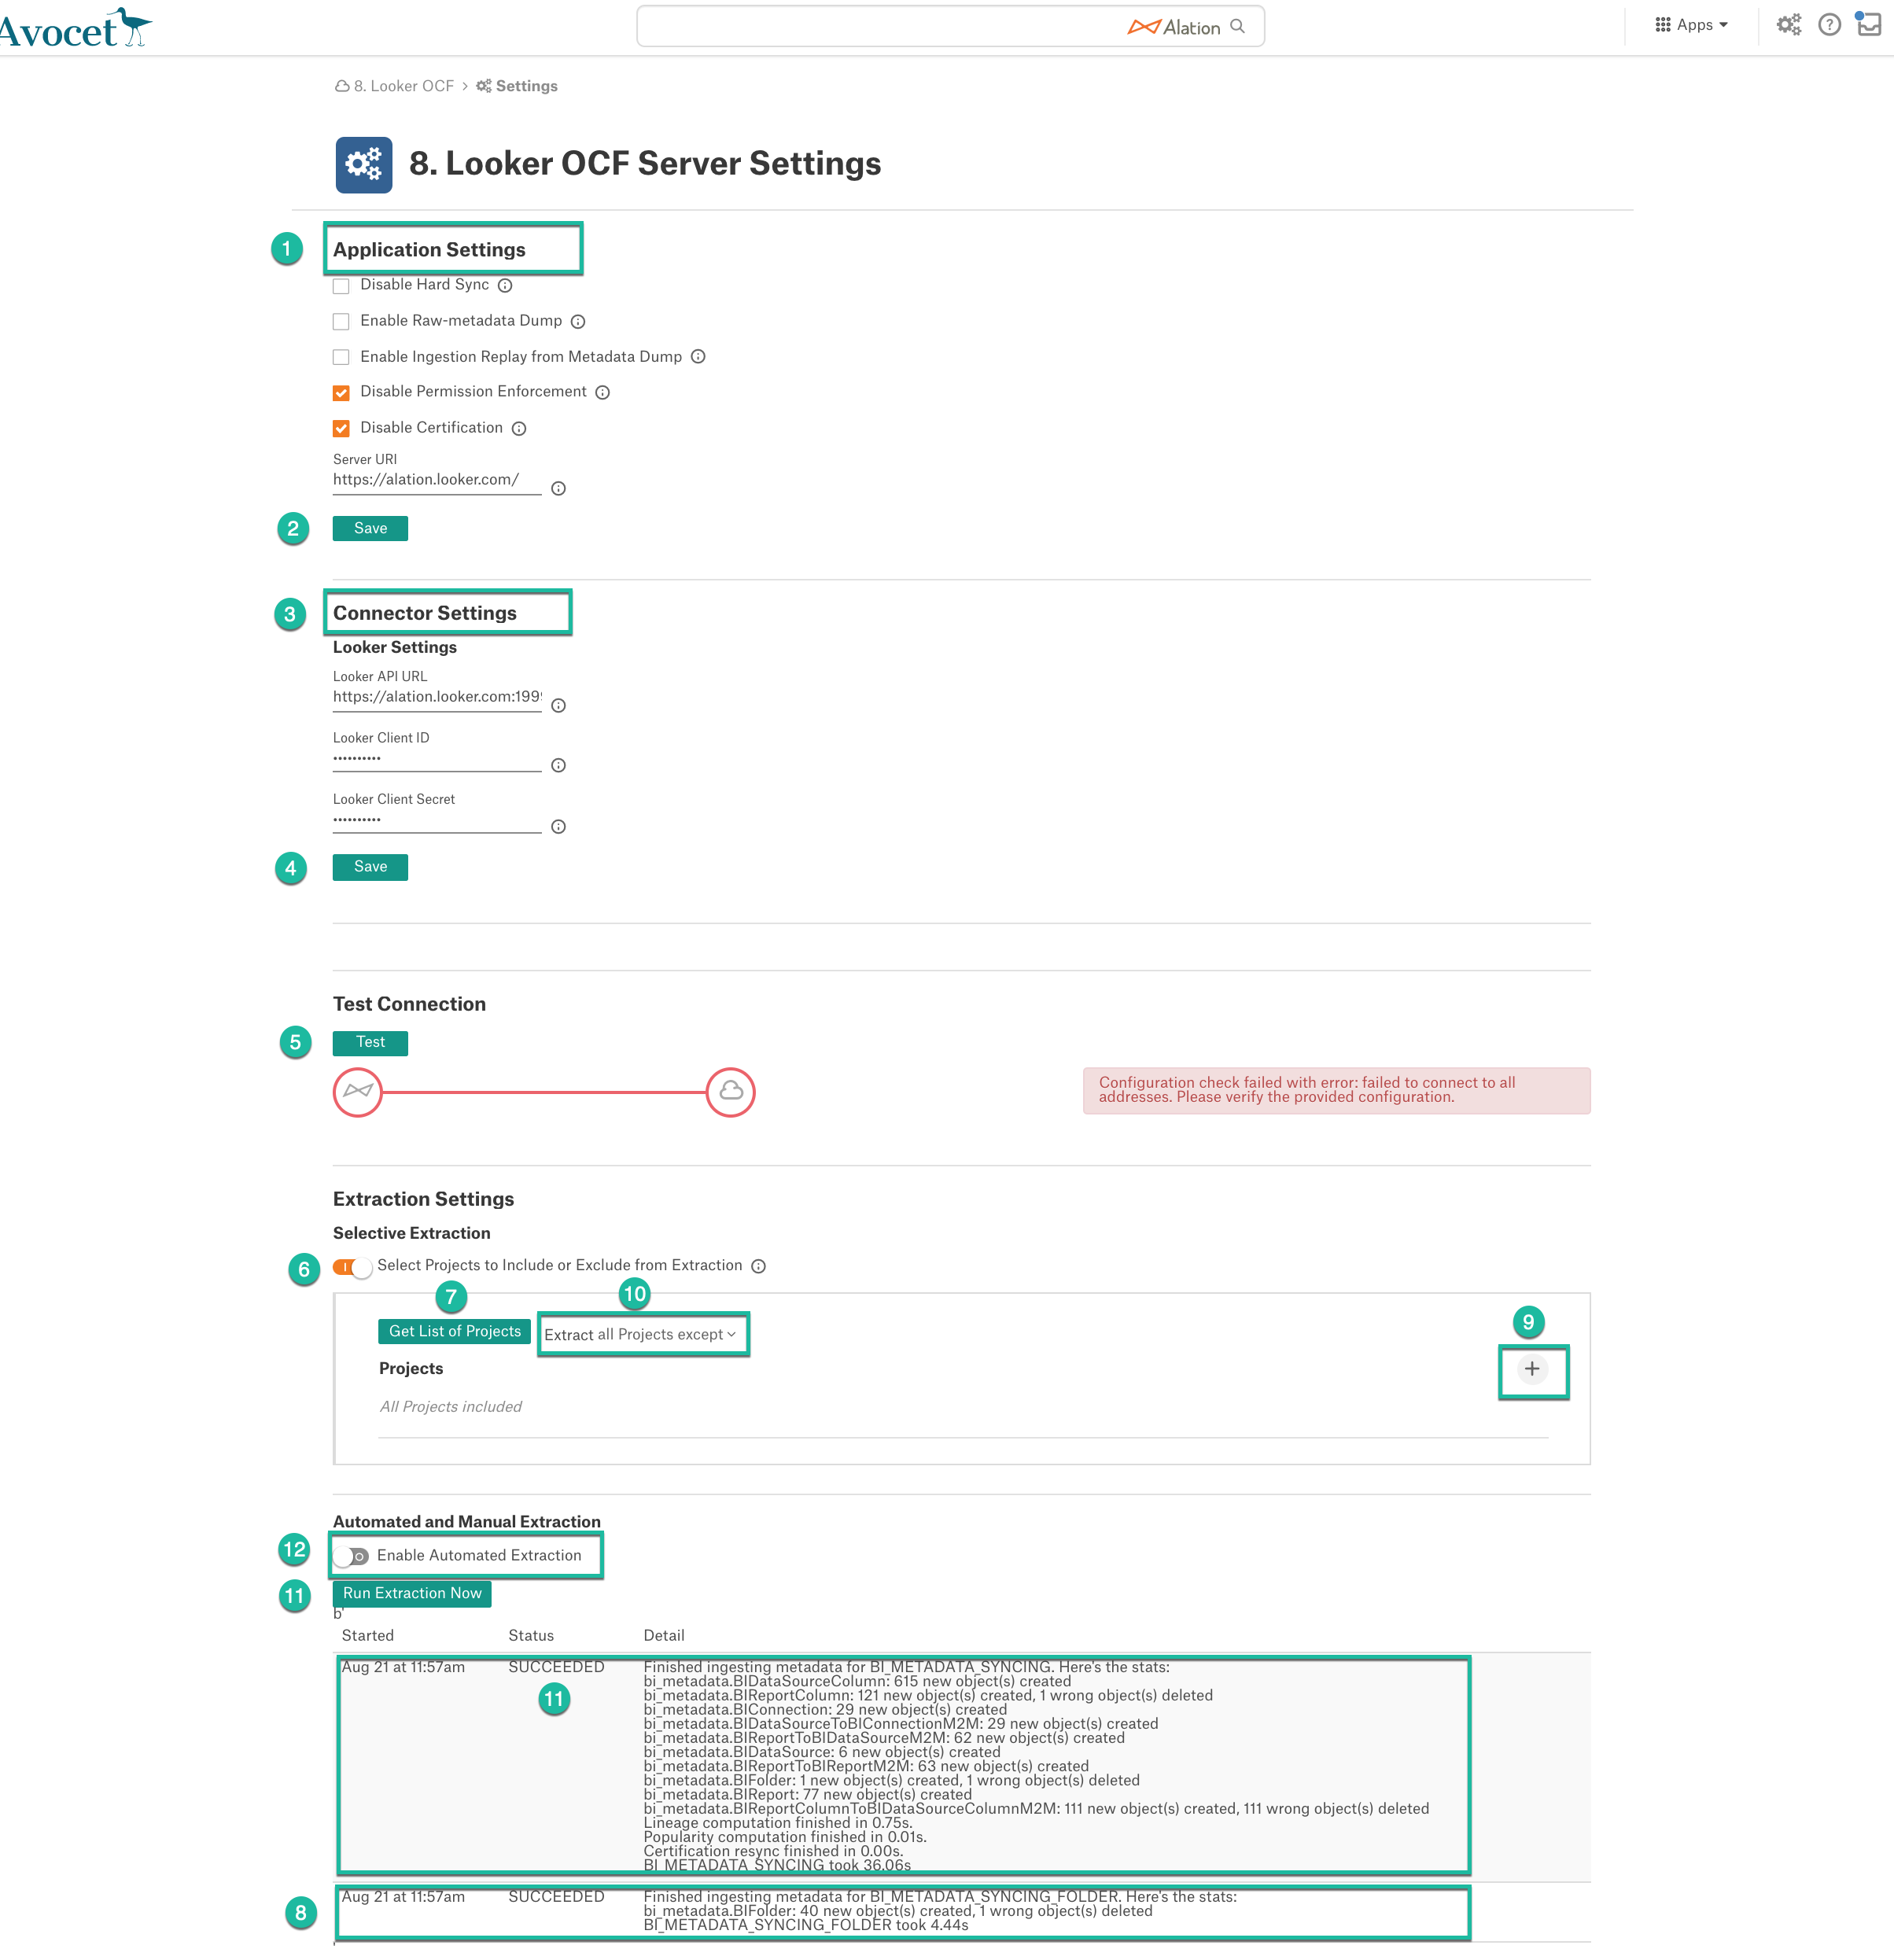 Avocet
Alation
Apps
8. Looker OCF > Settings
8. Looker OCF Server Settings
1 Application Settings
Disable Hard Sync
Enable Raw-metadata Dump
Enable Ingestion Replay from Metadata Dump
Disable Permission Enforcement
Disable Certification
Server URI
https://alation.looker.com/
2 Save
3 Connector Settings
Looker Settings
Looker API URL
https://alation.looker.com:199
Looker Client ID
••••••••••
Looker Client Secret
••••••••••
4 Save
Test Connection
5 Test
Configuration check failed with error: failed to connect to all
addresses. Please verify the provided configuration.
Extraction Settings
Selective Extraction
6 Select Projects to Include or Exclude from Extraction
7 10 9
Get List of Projects Extract all Projects except
Projects +
All Projects included
Automated and Manual Extraction
12 Enable Automated Extraction
11 Run Extraction Now
b'
Started Status Detail
Aug 21 at 11:57am SUCCEEDED Finished ingesting metadata for BI_METADATA_SYNCING. Here's the stats:
bi_metadata.BIDataSourceColumn: 615 new object(s) created
11 bi_metadata.BIReportColumn: 121 new object(s) created, 1 wrong object(s) deleted
bi_metadata.BIConnection: 29 new object(s) created
bi_metadata.BIDataSourceToBIConnectionM2M: 29 new object(s) created
bi_metadata.BIReportToBIDataSourceM2M: 62 new object(s) created
bi_metadata.BIDataSource: 6 new object(s) created
bi_metadata.BIReportToBIReportM2M: 63 new object(s) created
bi_metadata.BIFolder: 1 new object(s) created, 1 wrong object(s) deleted
bi_metadata.BIReport: 77 new object(s) created
bi_metadata.BIReportColumnToBIDataSourceColumnM2M: 111 new object(s) created, 111 wrong object(s) deleted
Lineage computation finished in 0.75s.
Popularity computation finished in 0.01s.
Certification resync finished in 0.00s.
BI_METADATA_SYNCING took 36.06s
Aug 21 at 11:57am SUCCEEDED Finished ingesting metadata for BI_METADATA_SYNCING_FOLDER. Here's the stats:
8 bi_metadata.BIFolder: 40 new object(s) created, 1 wrong object(s) deleted
BI_METADATA_SYNCING_FOLDER took 4.44s
'